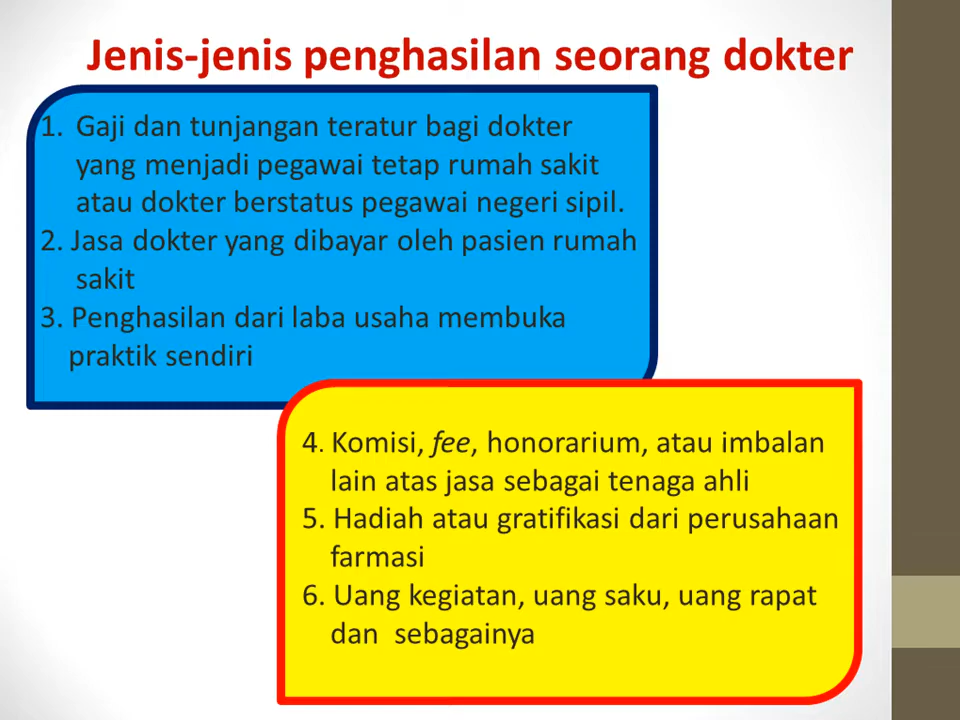 Jenis-jenis penghasilan seorang dokter
1. Gaji dan tunjangan teratur bagi dokter
yang menjadi pegawai tetap rumah sakit
atau dokter berstatus pegawai negeri sipil.
2. Jasa dokter yang dibayar oleh pasien rumah
sakit
3. Penghasilan dari laba usaha membuka
praktik sendiri
4. Komisi, fee, honorarium, atau imbalan
lain atas jasa sebagai tenaga ahli
5. Hadiah atau gratifikasi dari perusahaan
farmasi
6. Uang kegiatan, uang saku, uang rapat
dan sebagainya